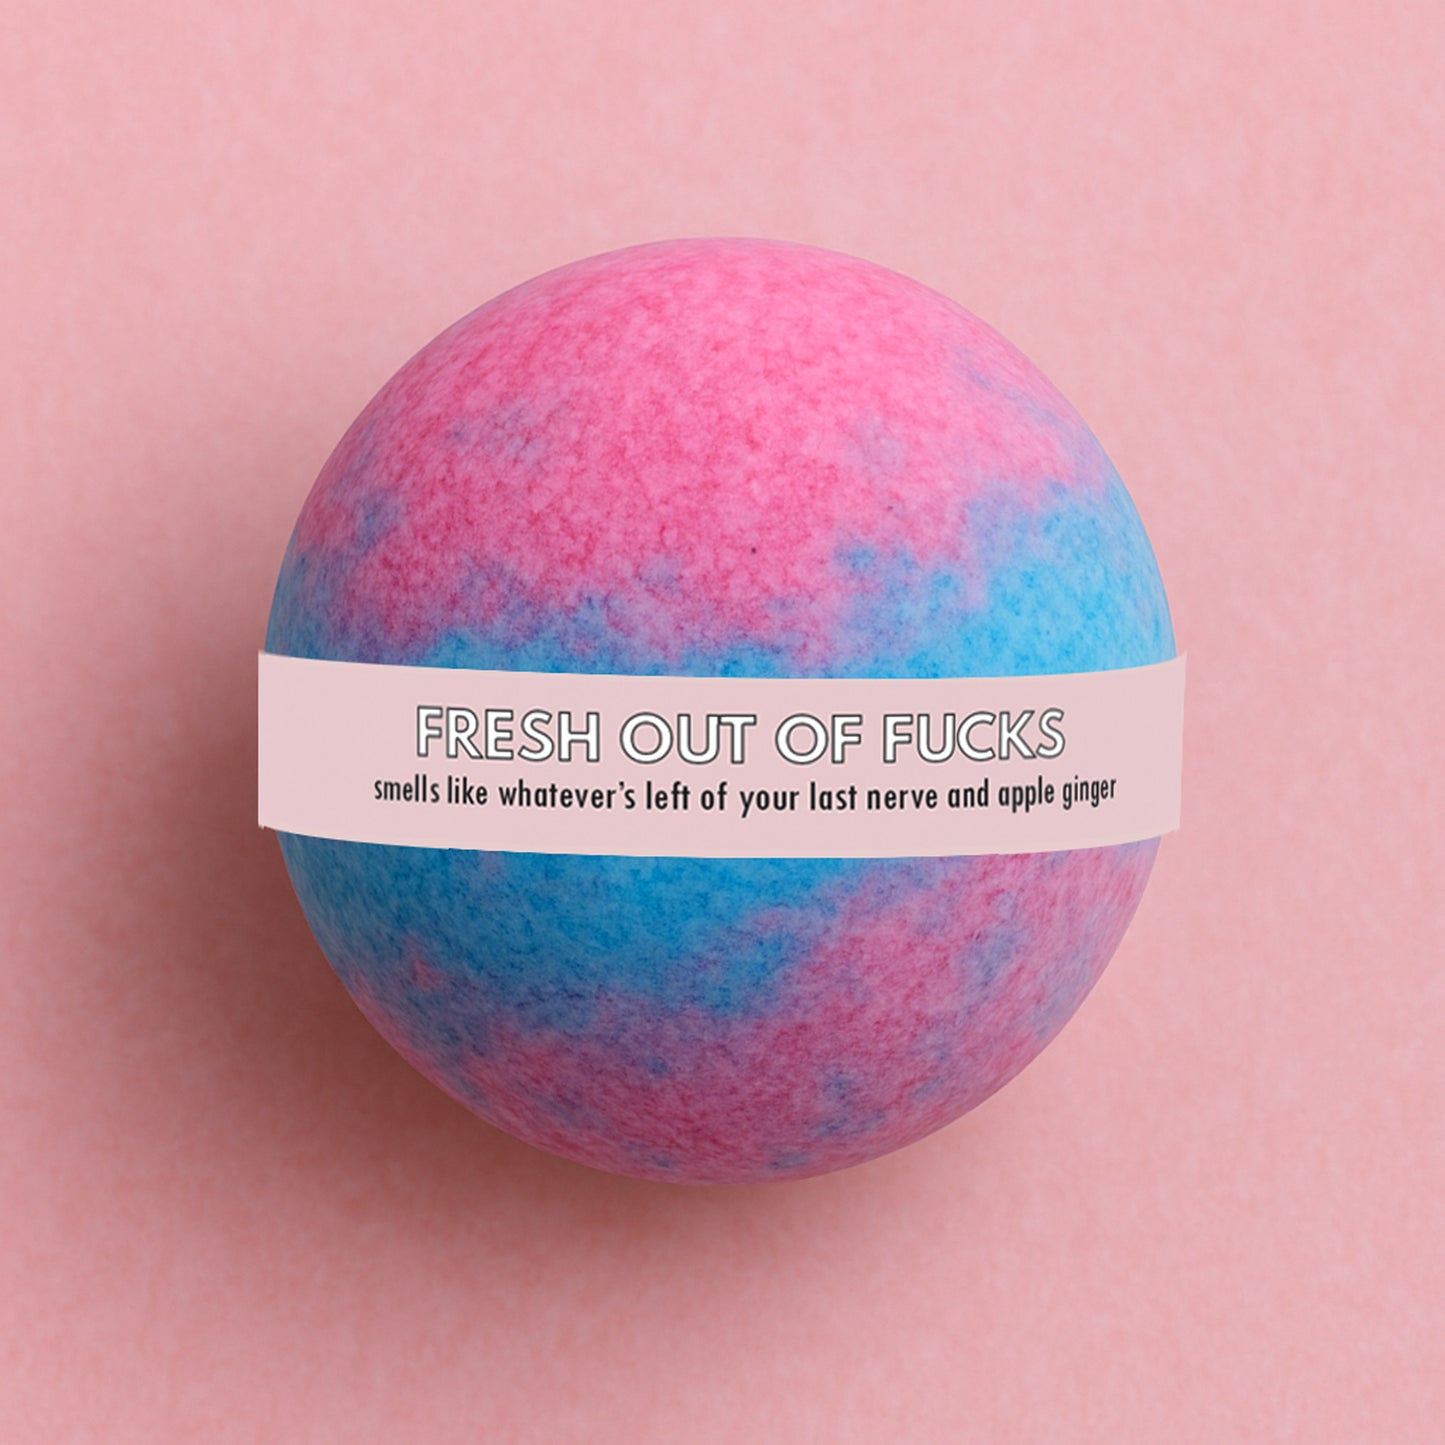 FRESH OUT OF FUCKS
smells like whatever's left of your last nerve and apple ginger